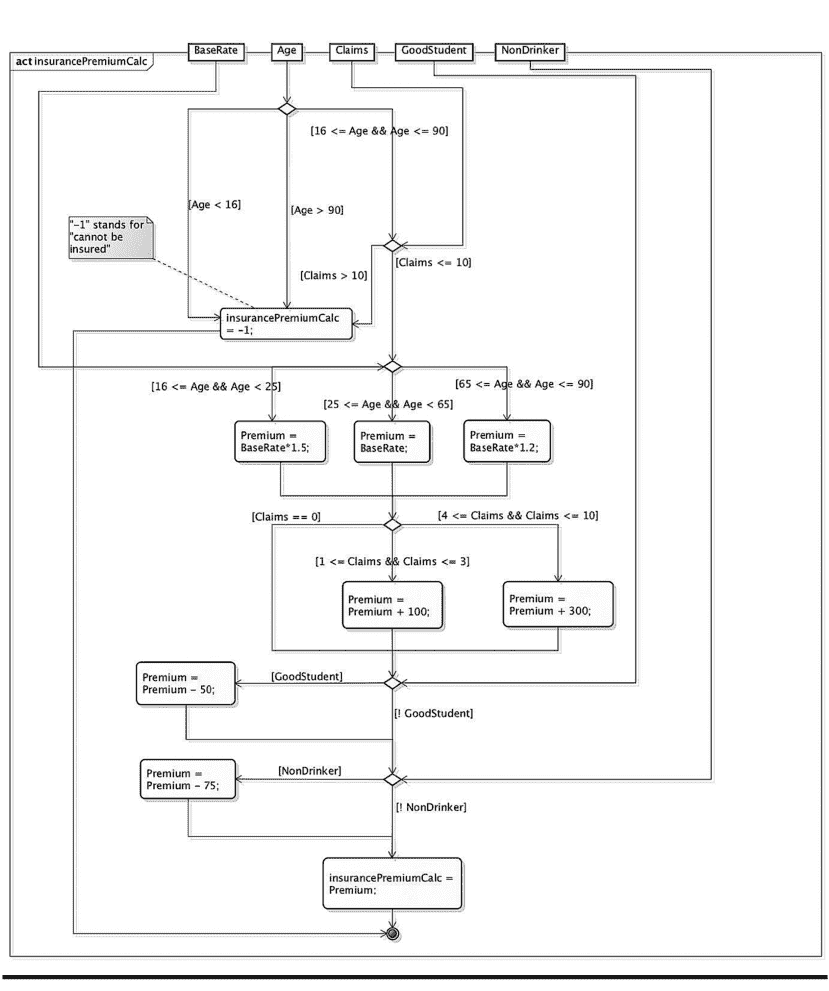 BaseRate
Age
Claims
GoodStudent
NonDrinker
act insurancePremiumCalc
[16 <= Age && Age <= 90]
[Age < 16]
[Age > 90]
"-1" stands for
"cannot be
insured"
[Claims <= 10]
[Claims > 10]
insurancePremiumCalc
= -1;
[16 <= Age && Age < 25]
[65 <= Age && Age <= 90]
[25 <= Age && Age < 65]
Premium =
BaseRate*1.5;
Premium =
BaseRate;
Premium =
BaseRate*1.2;
[Claims == 0]
[4 <= Claims && Claims <= 10]
[1 <= Claims && Claims <= 3]
Premium =
Premium + 100;
Premium =
Premium + 300;
Premium =
Premium - 50;
[GoodStudent]
[! GoodStudent]
Premium =
Premium - 75;
[NonDrinker]
[! NonDrinker]
insurancePremiumCalc =
Premium;